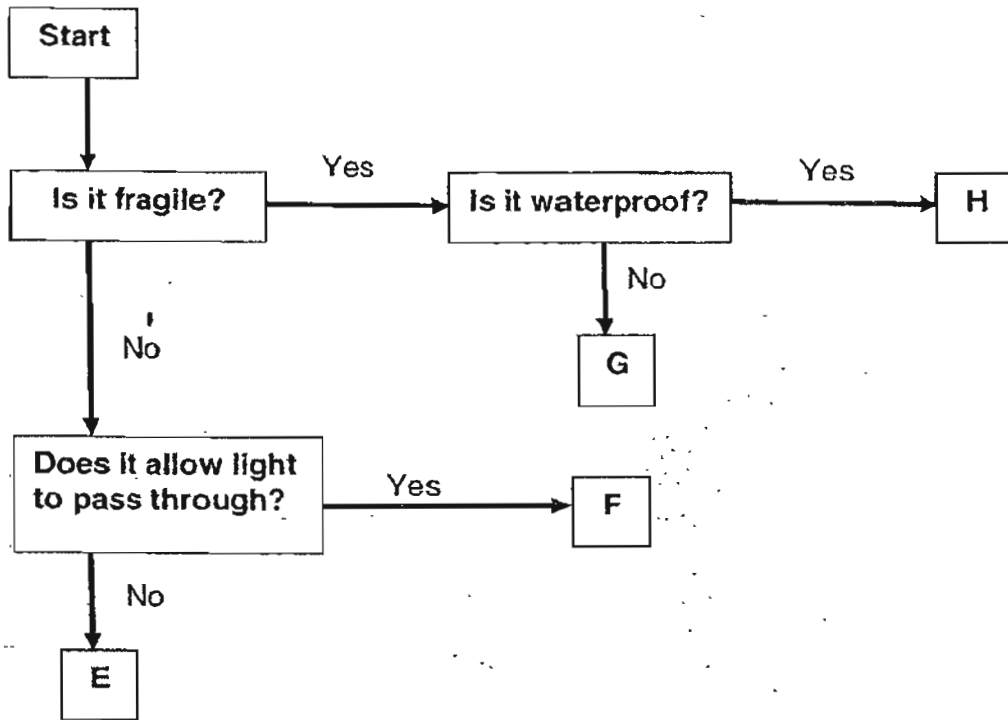 Start
Is it fragile?
Yes
Is it waterproof?
Yes
H
No
No
G
Does it allow light
to pass through?
Yes
F
No
E